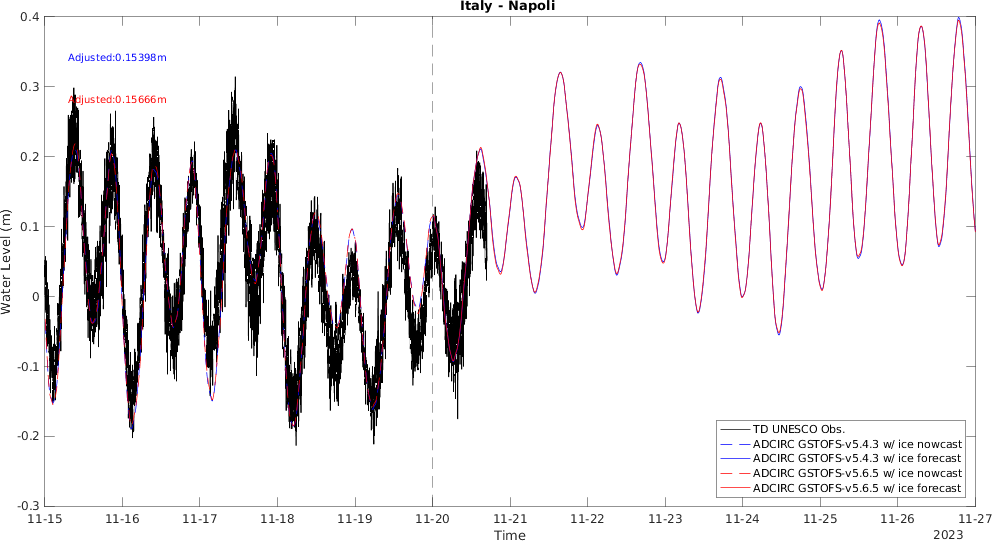 Italy - Napoli
0.4
0.3
0.2
0.1
0
-0.1
-0.2
-0.3
Water Level (m)
Adjusted:0.15398m
Adjusted:0.15666m
TD UNESCO Obs.
ADCIRC GSTOFS-v5.4.3 w/ ice nowcast
ADCIRC GSTOFS-v5.4.3 w/ ice forecast
ADCIRC GSTOFS-v5.6.5 w/ ice nowcast
ADCIRC GSTOFS-v5.6.5 w/ ice forecast
11-15 11-16 11-17 11-18 11-19 11-20 11-21 11-22 11-23 11-24 11-25 11-26 11-27
Time
2023